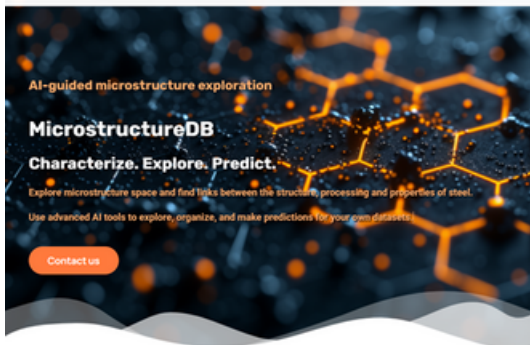 AI-guided microstructure exploration
MicrostructureDB
Characterize. Explore. Predict.
Explore microstructure space and find links between the structure, processing and properties of steel.
Use advanced AI tools to explore, organize, and make predictions for your own datasets.
Contact us